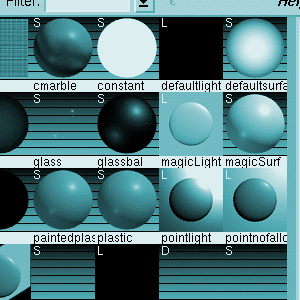 Filter:
S S L S
cmarble constant defaultlight defaultsurfa
S S L S
glass glassbal magicLight magicSurf
S S L L
paintedplas plastic pointlight pointnofallo
S L D S